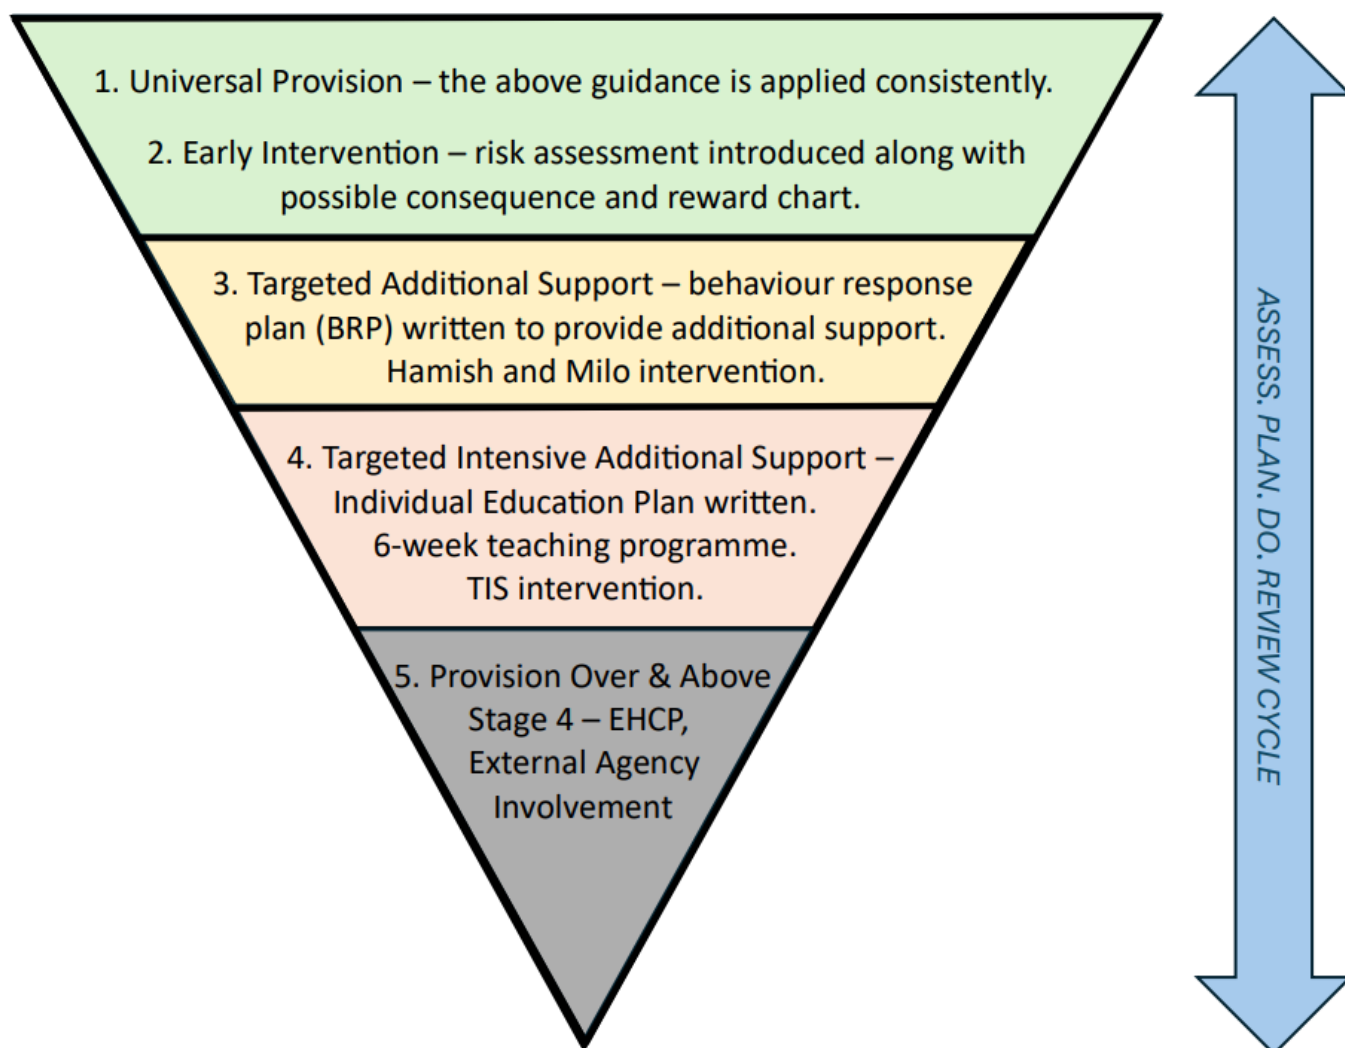 1. Universal Provision – the above guidance is applied consistently.
2. Early Intervention – risk assessment introduced along with
possible consequence and reward chart.
3. Targeted Additional Support – behaviour response
plan (BRP) written to provide additional support.
Hamish and Milo intervention.
4. Targeted Intensive Additional Support –
Individual Education Plan written.
6-week teaching programme.
TIS intervention.
5. Provision Over & Above
Stage 4 – EHCP,
External Agency
Involvement
ASSESS. PLAN. DO. REVIEW CYCLE